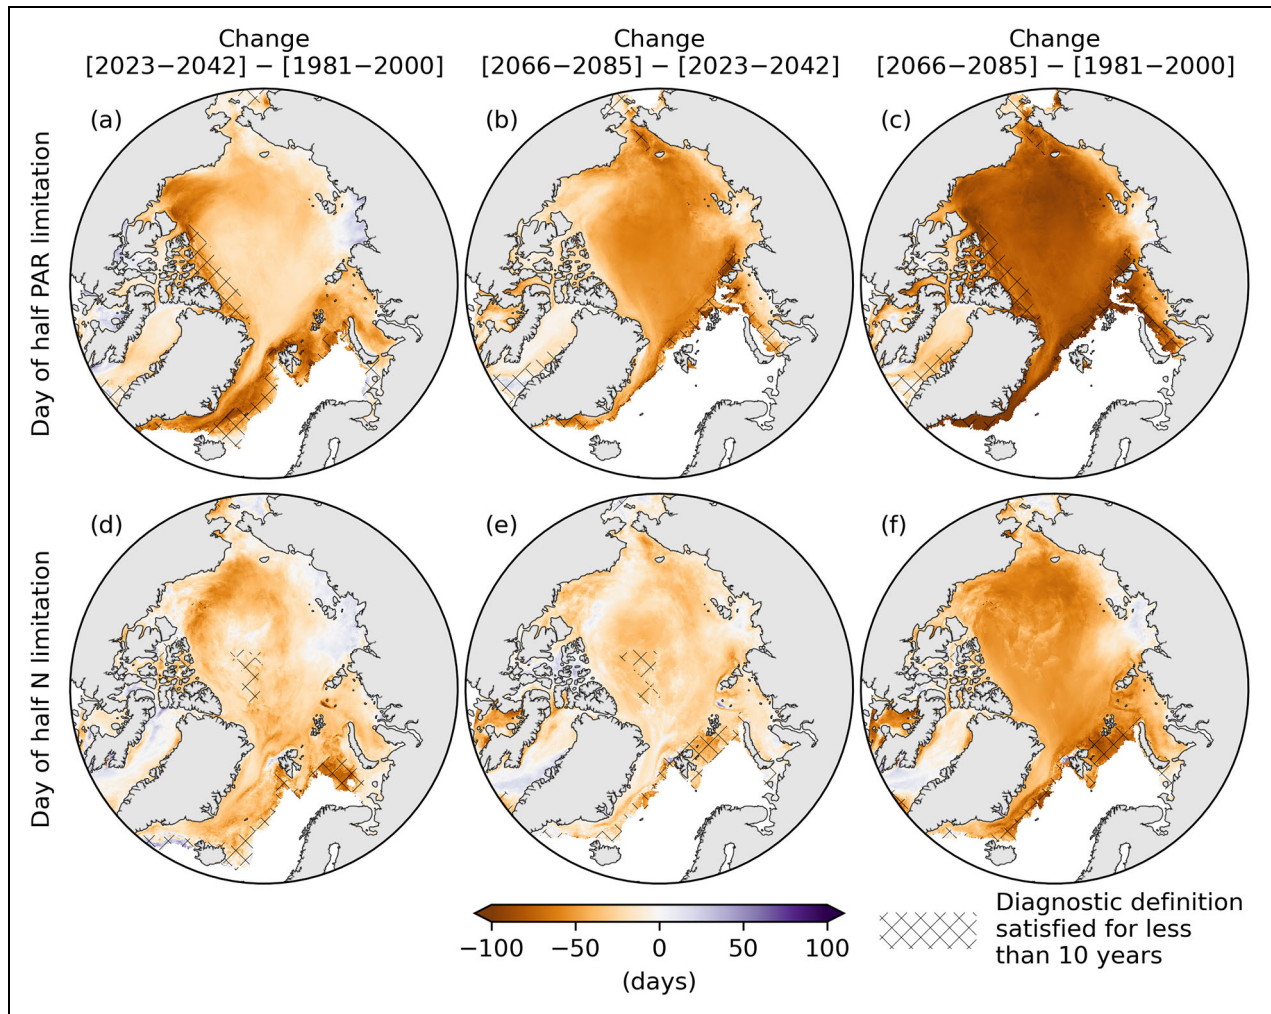 Change
[2023−2042] − [1981−2000]
Change
[2066−2085] − [2023−2042]
Change
[2066−2085] − [1981−2000]
Day of half PAR limitation
(a)
(b)
(c)
Day of half N limitation
(d)
(e)
(f)
−100
−50
0
50
100
(days)
Diagnostic definition
satisfied for less
than 10 years